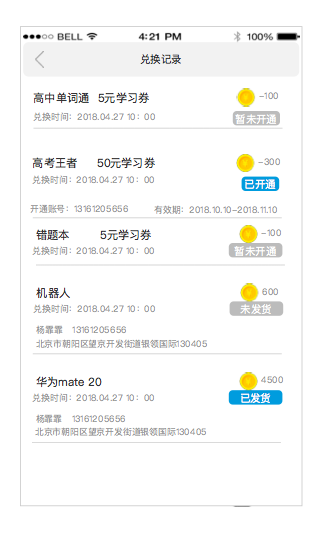 BELL 4:21 PM 100%
兑换记录
高中单词通 5元学习券 -100
兑换时间：2018.04.27 10：00 暂未开通
高考王者 50元学习券 -300
兑换时间：2018.04.27 10：00 已开通
开通账号：13161205656 有效期：2018.10.10-2018.11.10
错题本 5元学习券 -100
兑换时间：2018.04.27 10：00 暂未开通
机器人 600
兑换时间：2018.04.27 10：00 未发货
杨霏霏 13161205656
北京市朝阳区望京开发街道银领国际130405
华为mate 20 4500
兑换时间：2018.04.27 10：00 已发货
杨霏霏 13161205656
北京市朝阳区望京开发街道银领国际130405